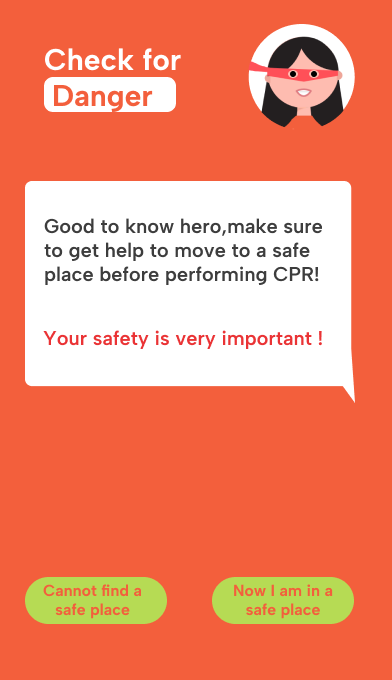 Check for
Danger
Good to know hero,make sure
to get help to move to a safe
place before performing CPR!
Your safety is very important !
Cannot find a
safe place
Now I am in a
safe place